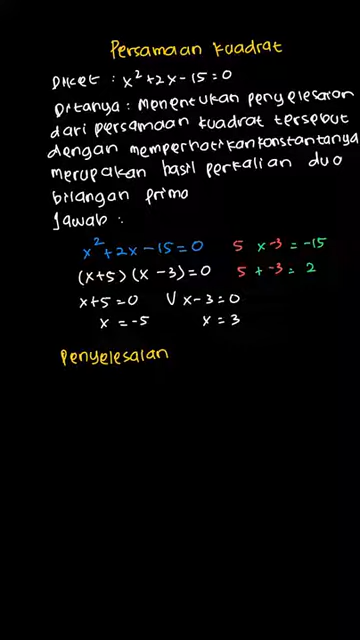 Persamaan Kuadrat
Diket : x² + 2x - 15 = 0
Ditanya : Menentukan penyelesaian
dari persamaan kuadrat tersebut
dengan memperhatikan konstantanya
merupakan hasil perkalian dua
bilangan prima
Jawab :
x² + 2x - 15 = 0 5 x -3 = -15
(x+5) (x - 3) = 0 5 + -3 = 2
x + 5 = 0 V x - 3 = 0
x = -5 x = 3
Penyelesaian